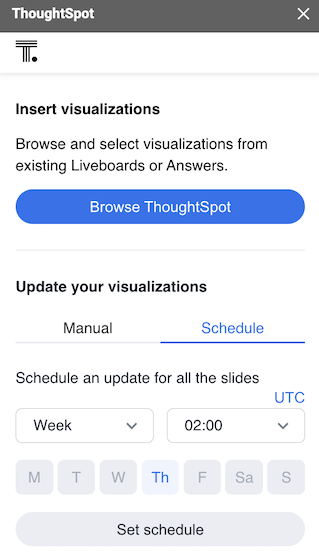 ThoughtSpot
T.
Insert visualizations
Browse and select visualizations from
existing Liveboards or Answers.
Browse ThoughtSpot
Update your visualizations
Manual Schedule
Schedule an update for all the slides
UTC
Week 02:00
M T W Th F Sa S
Set schedule